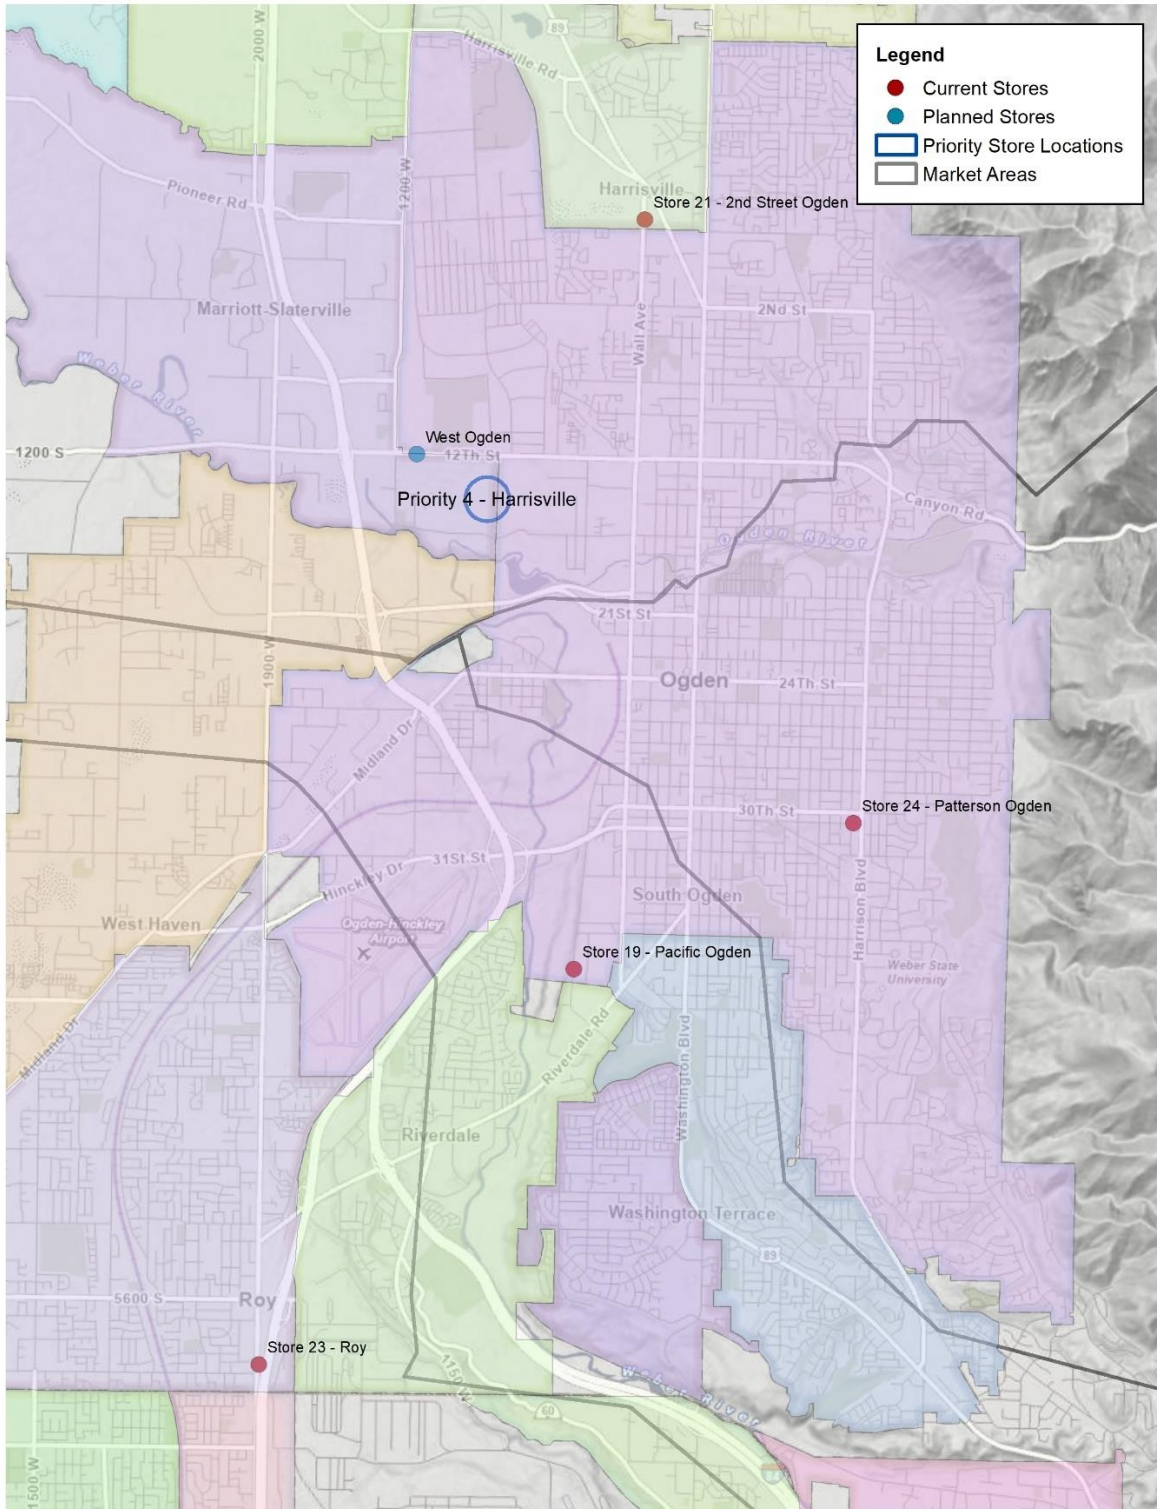 Legend
Current Stores
Planned Stores
Priority Store Locations
Market Areas
2000 W
89
Harrisville Rd
Pioneer Rd
1200 W
Harrisville
Store 21 - 2nd Street Ogden
Marriott-Slaterville
Wall Ave
2Nd St
Weber River
West Ogden
1200 S
12Th St
Priority 4 - Harrisville
Canyon Rd
Ogden River
21St St
1900 W
Ogden
24Th St
Midland Dr
Store 24 - Patterson Ogden
30Th St
31St St
Hinckley Dr
South Ogden
Harrison Blvd
West Haven
Ogden-Hinckley
Airport
Store 19 - Pacific Ogden
Weber State
University
Midland Dr
Riverdale Rd
Washington Blvd
Riverdale
Washington Terrace
89
5600 S
Roy
Store 23 - Roy
1150 W
Weber River
60
1500 W
84